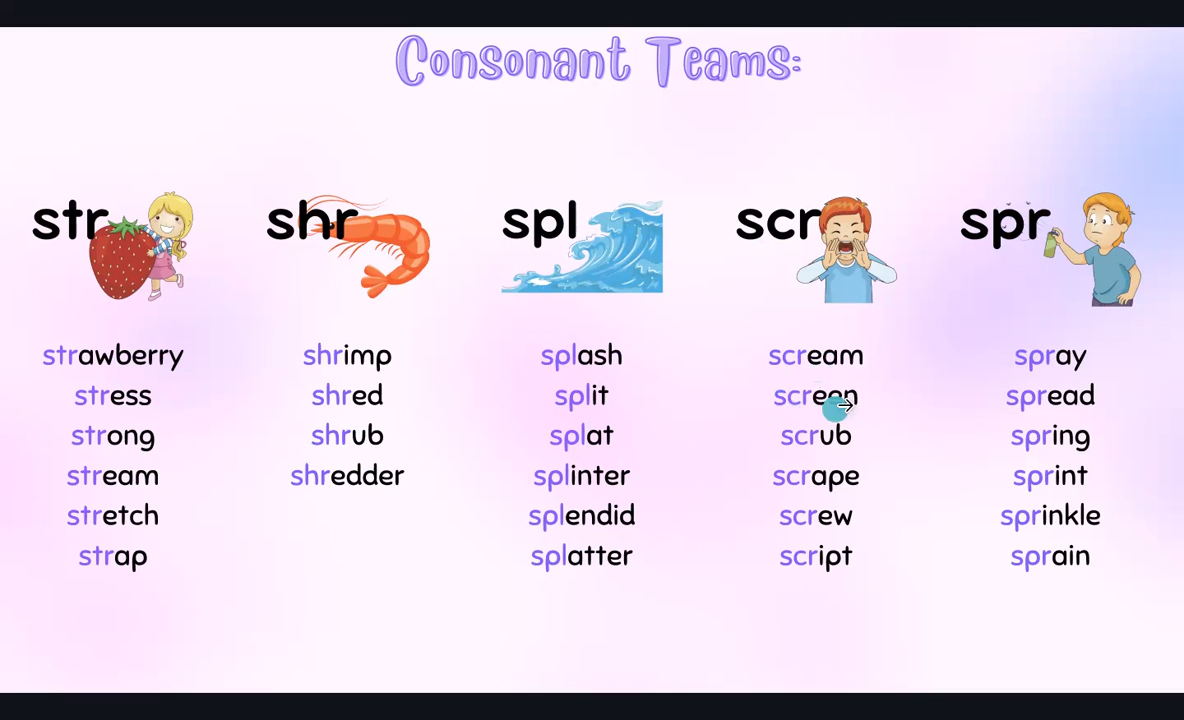 Consonant Teams:
str
strawberry
stress
strong
stream
stretch
strap
shr
shrimp
shred
shrub
shredder
spl
splash
split
splat
splinter
splendid
splatter
scr
scream
screen
scrub
scrape
screw
script
spr
spray
spread
spring
sprint
sprinkle
sprain